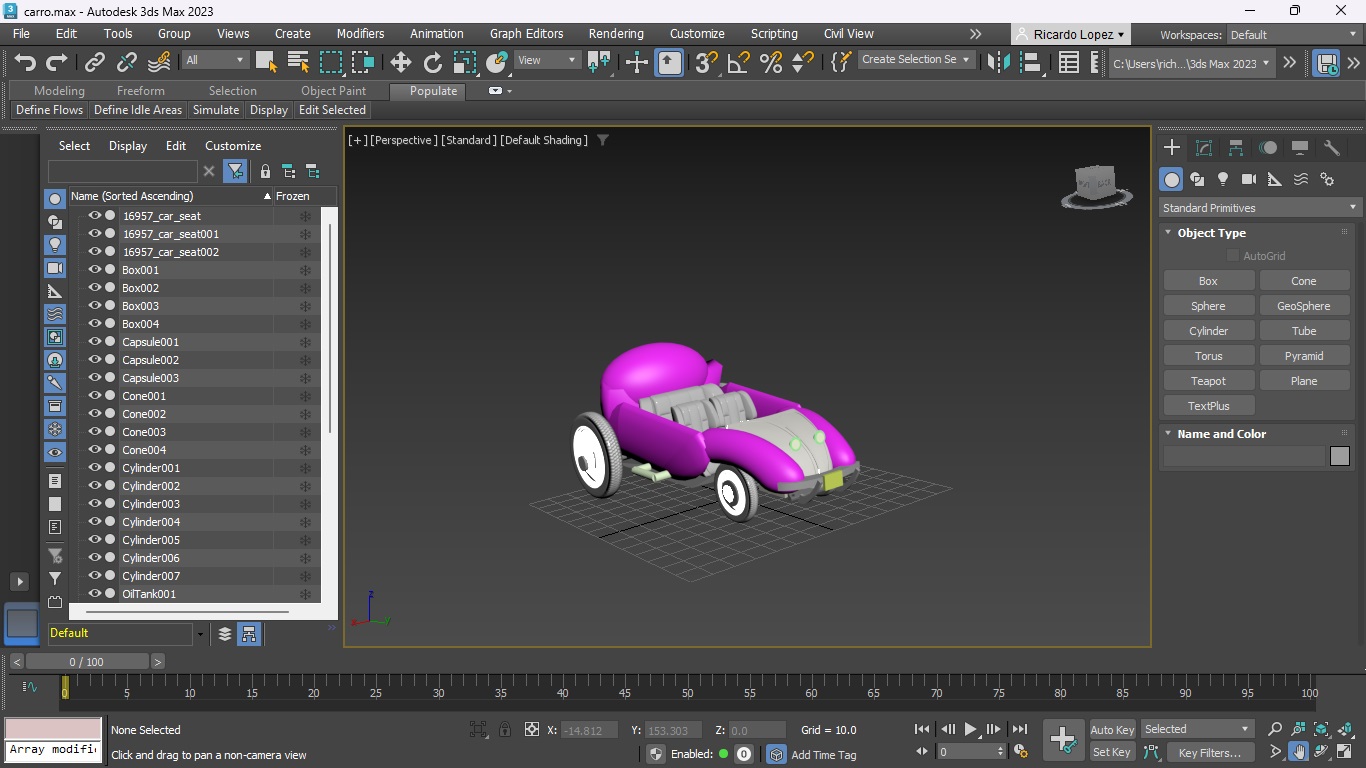 carro.max - Autodesk 3ds Max 2023
File Edit Tools Group Views Create Modifiers Animation Graph Editors Rendering Customize Scripting Civil View Ricardo Lopez Workspaces: Default
All View Create Selection Se C:\Users\rich...\3ds Max 2023
Modeling Freeform Selection Object Paint Populate
Define Flows Define Idle Areas Simulate Display Edit Selected
Select Display Edit Customize
[+] [Perspective] [Standard] [Default Shading]
Name (Sorted Ascending) Frozen
16957_car_seat
16957_car_seat001
16957_car_seat002
Box001
Box002
Box003
Box004
Capsule001
Capsule002
Capsule003
Cone001
Cone002
Cone003
Cone004
Cylinder001
Cylinder002
Cylinder003
Cylinder004
Cylinder005
Cylinder006
Cylinder007
OilTank001
Default
z
x
y
Standard Primitives
Object Type
AutoGrid
Box Cone
Sphere GeoSphere
Cylinder Tube
Torus Pyramid
Teapot Plane
TextPlus
Name and Color
< 0 / 100 >
0 5 10 15 20 25 30 35 40 45 50 55 60 65 70 75 80 85 90 95 100
None Selected X: -14.812 Y: 153.303 Z: 0.0 Grid = 10.0 Auto Key Selected
Array modifi Click and drag to pan a non-camera view Enabled: 0 Add Time Tag 0 Set Key Key Filters...